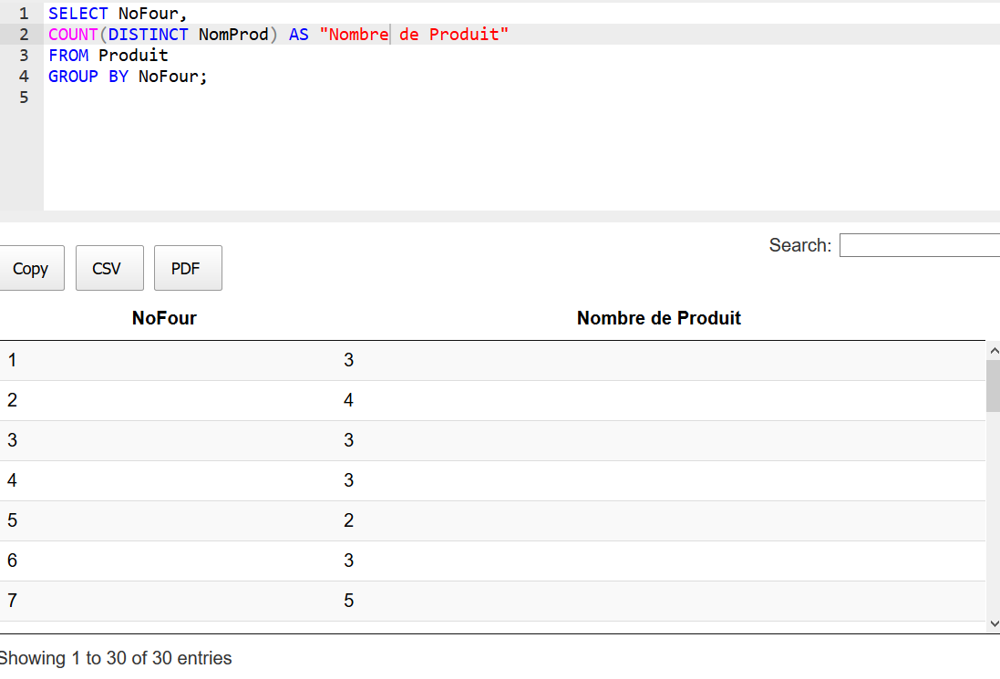 1 SELECT NoFour,
2 COUNT(DISTINCT NomProd) AS "Nombre de Produit"
3 FROM Produit
4 GROUP BY NoFour;
5
Search:
Copy CSV PDF
NoFour Nombre de Produit
1 3
2 4
3 3
4 3
5 2
6 3
7 5
Showing 1 to 30 of 30 entries